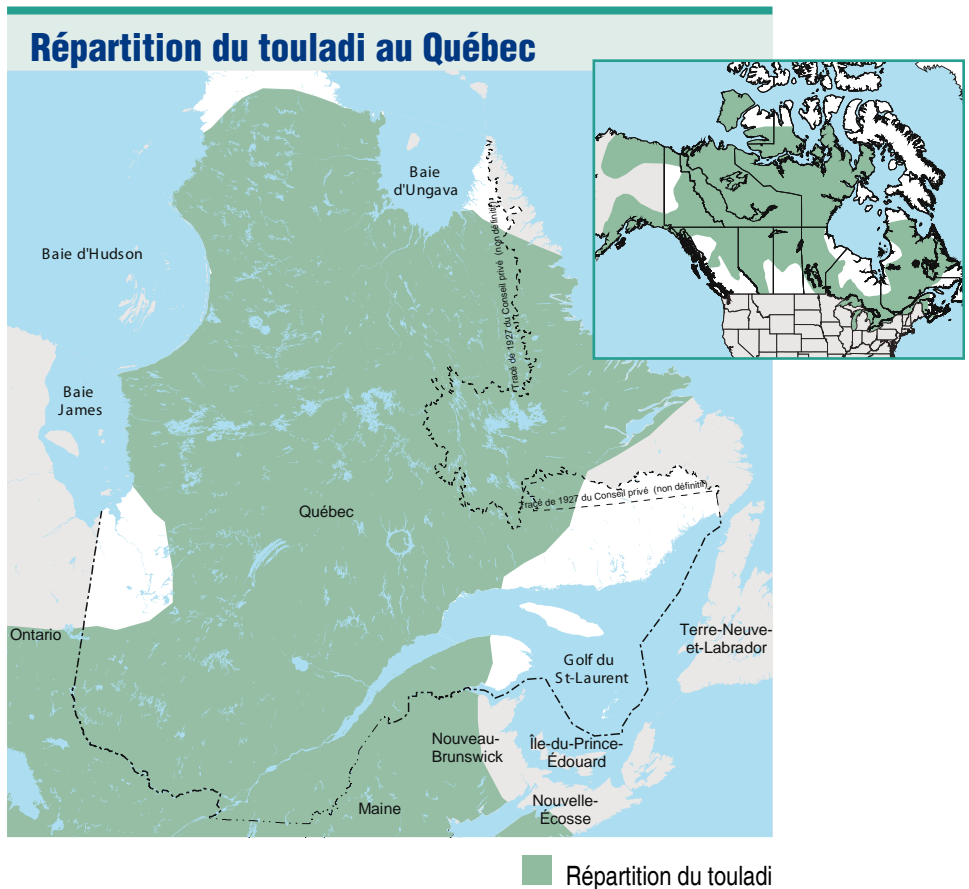 Répartition du touladi au Québec
Baie
d'Ungava
Baie d'Hudson
Tracé de 1927 du Conseil privé (non définitif)
Baie
James
Tracé de 1927 du Conseil privé (non définitif)
Québec
Ontario
Terre-Neuve-
et-Labrador
Golf du
St-Laurent
Nouveau-
Brunswick
Île-du-Prince-
Édouard
Maine
Nouvelle-
Écosse
Répartition du touladi